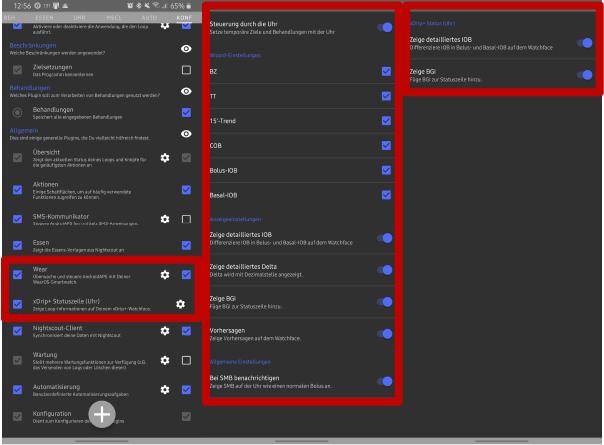 12:56
65%
BEH ESSEN UHR NSCL AUTO KONF
Aktiviere oder deaktiviere die Anwendung, die den Loop
ausführt.
Beschränkungen
Welche Beschränkungen werden angewendet?
Zielsetzungen
Das Programm kennenlernen
Behandlungen
Welches Plugin soll zum Verarbeiten von Behandlungen genutzt werden?
Behandlungen
Speichert alle eingegebenen Behandlungen
Allgemein
Dies sind einige generelle Plugins, die Du vielleicht hilfreich findest.
Übersicht
Zeigt den aktuellen Status deines Loops und Knöpfe für
die geläufigsten Aktionen an
Aktionen
Einige Schaltflächen, um auf häufig verwendete
Funktionen zugreifen zu können.
SMS-Kommunikator
Steuere AndroidAPS
Essen
Zeigt die Essens-Vorlagen aus Nightscout an
Wear
Überwache und steuere AndroidAPS mit Deiner
WearOS-Smartwatch.
xDrip+ Statuszeile (Uhr)
Zeige Loop-Informationen auf Deinem xDrip+-Watchface.
Nightscout-Client
Synchronisiert deine Daten mit Nightscout
Wartung
Stellt mehrere Wartungsfunktionen zur Verfügung (z.B.
das Versenden von Logs oder Löschen dieser)
Automatisierung
Benutzerdefinierte Automatisierungsaufgaben
Konfiguration
Dient zum Konfigurieren der Plugins
Steuerung durch die Uhr
Setze temporäre Ziele und Behandlungen mit der Uhr
Wizard-Einstellungen
BZ
TT
15'-Trend
COB
Bolus-IOB
Basal-IOB
Anzeigeeinstellungen
Zeige detailliertes IOB
Differenziere IOB in Bolus- und Basal-IOB auf dem Watchface
Zeige detailliertes Delta
Delta wird mit Dezimalstelle angezeigt.
Zeige BGI
Füge BGI zur Statuszeile hinzu.
Vorhersagen
Zeige Vorhersagen auf dem Watchface.
Allgemeine Einstellungen
Bei SMB benachrichtigen
Zeige SMB auf der Uhr wie einen normalen Bolus an.
xDrip+ Status (Uhr)
Zeige detailliertes IOB
Differenziere IOB in Bolus- und Basal-IOB auf dem Watchface
Zeige BGI
Füge BGI zur Statuszeile hinzu.